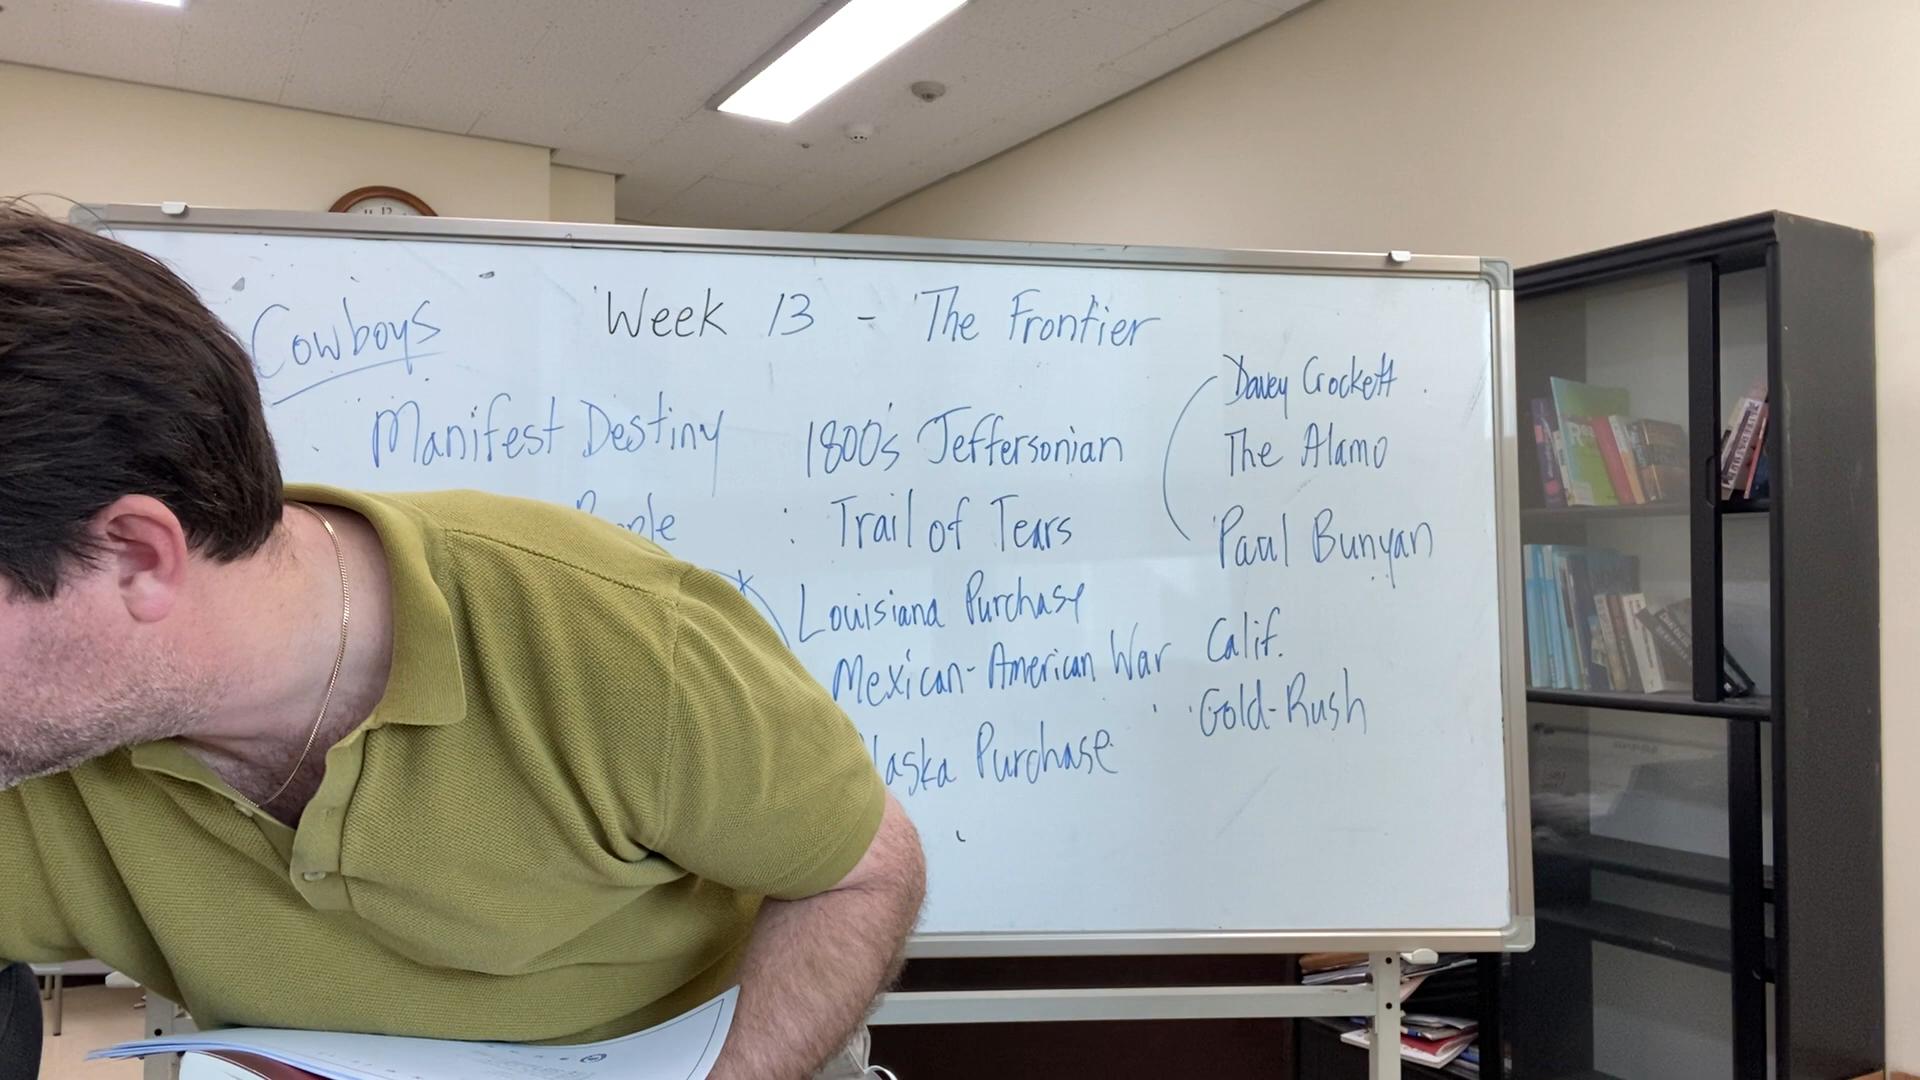 Week 13 - The Frontier
Cowboys
Manifest Destiny
1800's Jeffersonian
Trail of Tears
Louisiana Purchase
Mexican-American War
Purchase
Davey Crockett
The Alamo
Paul Bunyan
Calif.
Gold-Rush